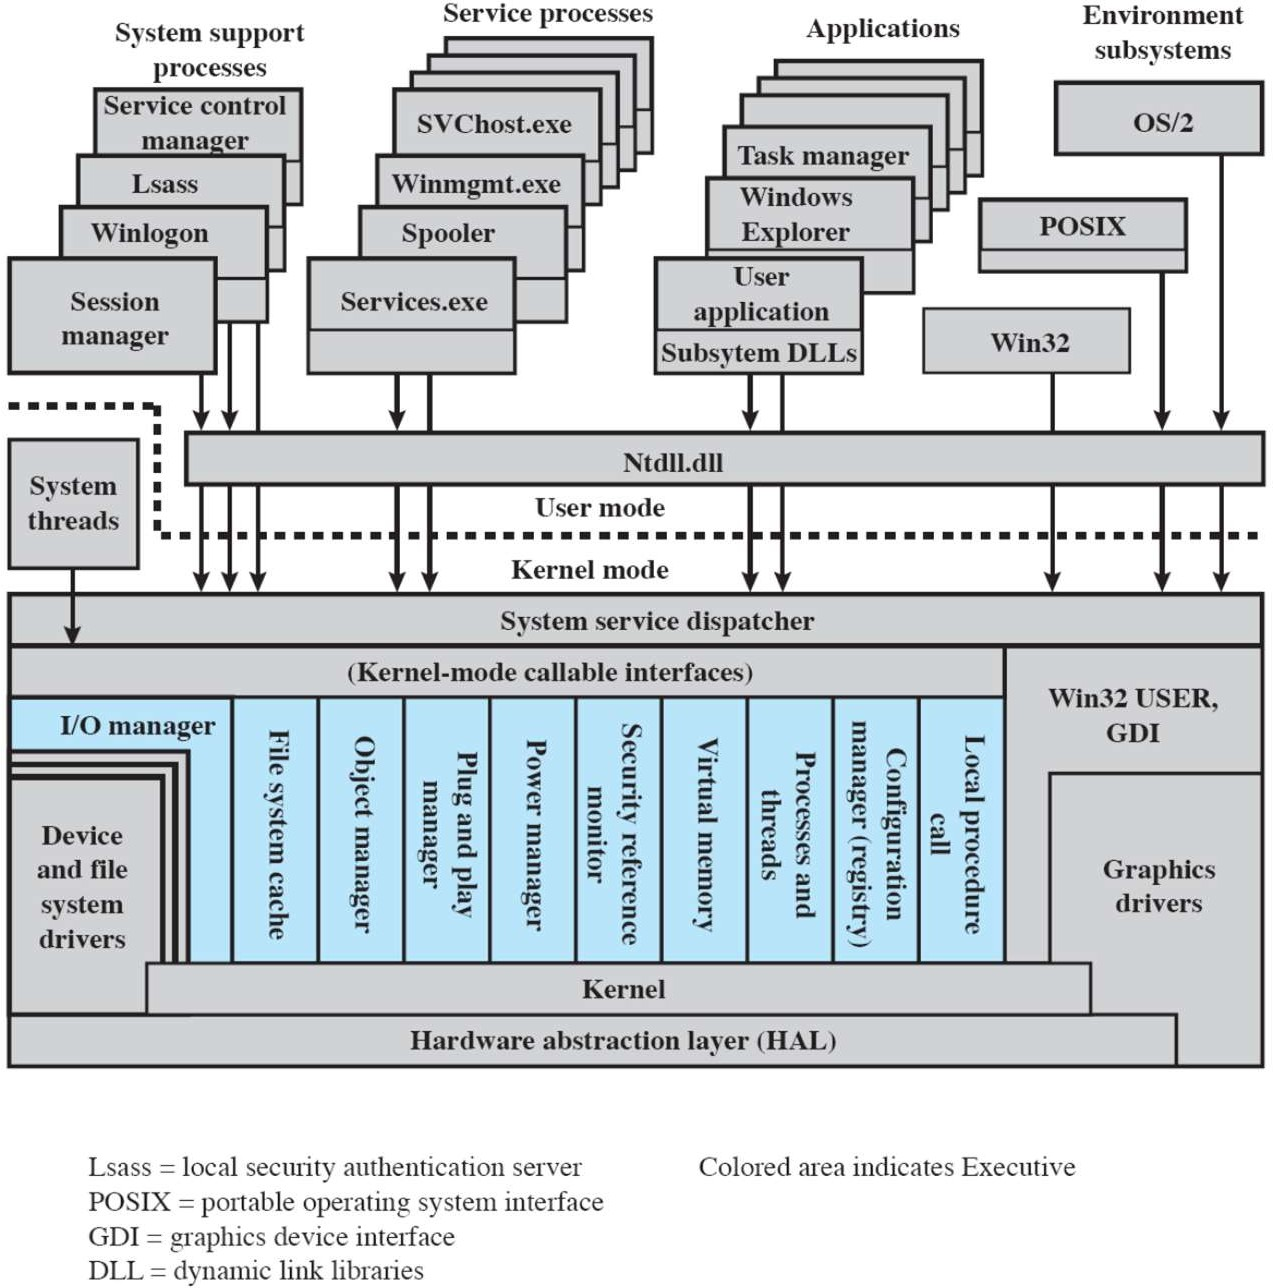 System support
processes
Service processes
Applications
Environment
subsystems
Service control
manager
Lsass
Winlogon
Session
manager
SVChost.exe
Winmgmt.exe
Spooler
Services.exe
Task manager
Windows
Explorer
User
application
Subsytem DLLs
OS/2
POSIX
Win32
System
threads
Ntdll.dll
User mode
Kernel mode
System service dispatcher
(Kernel-mode callable interfaces)
Win32 USER,
GDI
I/O manager
File system cache
Object manager
Plug and play
manager
Power manager
Security reference
monitor
Virtual memory
Processes and
threads
Configuration
manager (registry)
Local procedure
call
Device
and file
system
drivers
Graphics
drivers
Kernel
Hardware abstraction layer (HAL)
Lsass = local security authentication server
POSIX = portable operating system interface
GDI = graphics device interface
DLL = dynamic link libraries
Colored area indicates Executive